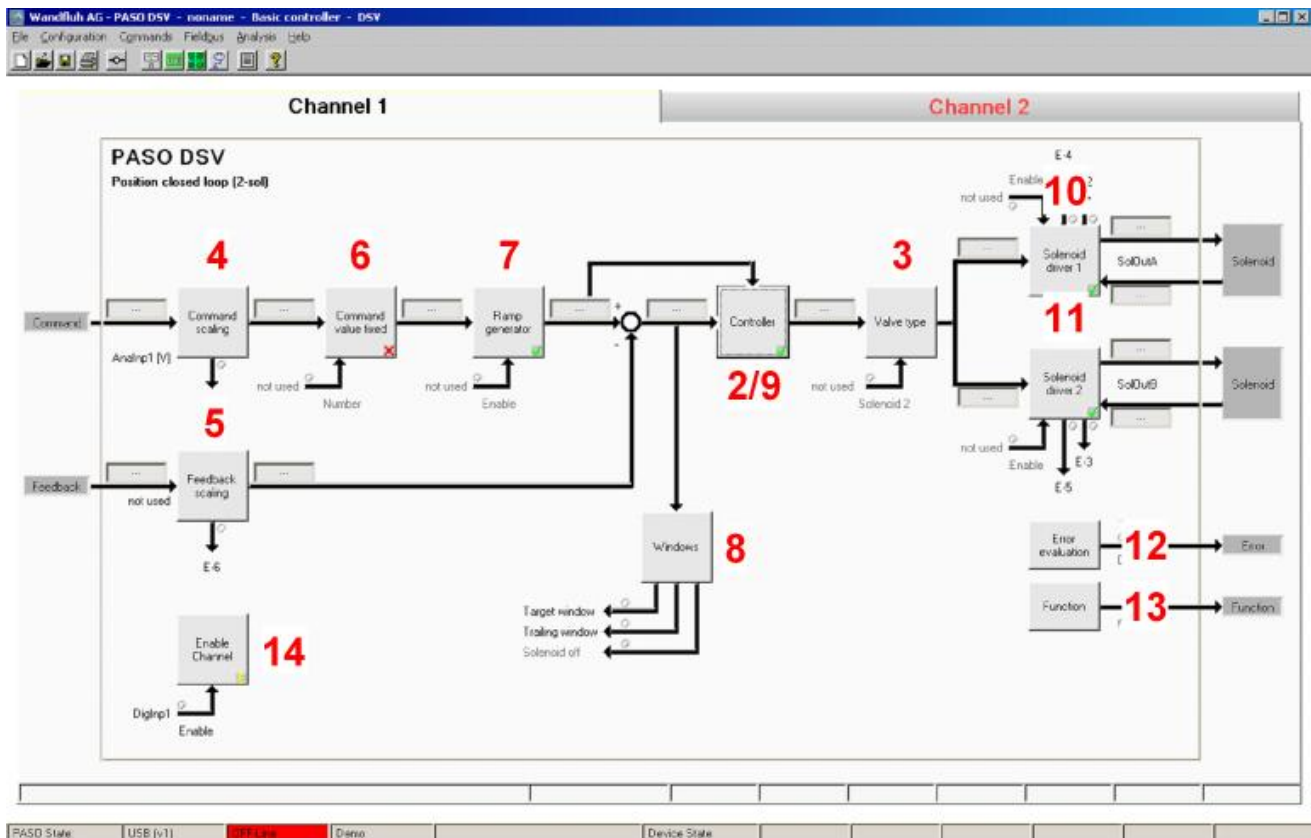 Wandfluh AG - PASO DSV - noname - Basic controller - DSV
File Configuration Commands Fieldbus Analysis Help
Channel 1
Channel 2
PASO DSV
Position closed loop (2-sol)
E-4
Enable
10
2
not used
...
Solenoid driver 1
SolOutA
Solenoid
...
4
6
7
3
...
Command
...
Command scaling
...
Command value fixed
...
Ramp generator
...
+
-
...
Controller
...
Valve type
11
AnaInp1 (V)
not used
Number
not used
Enable
2/9
not used
Solenoid 2
...
Solenoid driver 2
SolOutB
Solenoid
...
...
5
not used
Enable
E-3
E-5
Feedback
...
not used
Feedback scaling
...
E-6
Windows
8
Target window
Trailing window
Solenoid off
Error evaluation
12
Error
Function
13
Function
Enable Channel
14
DigInp1
Enable
PASO State: USB (v1) OFF-Line Demo Device State